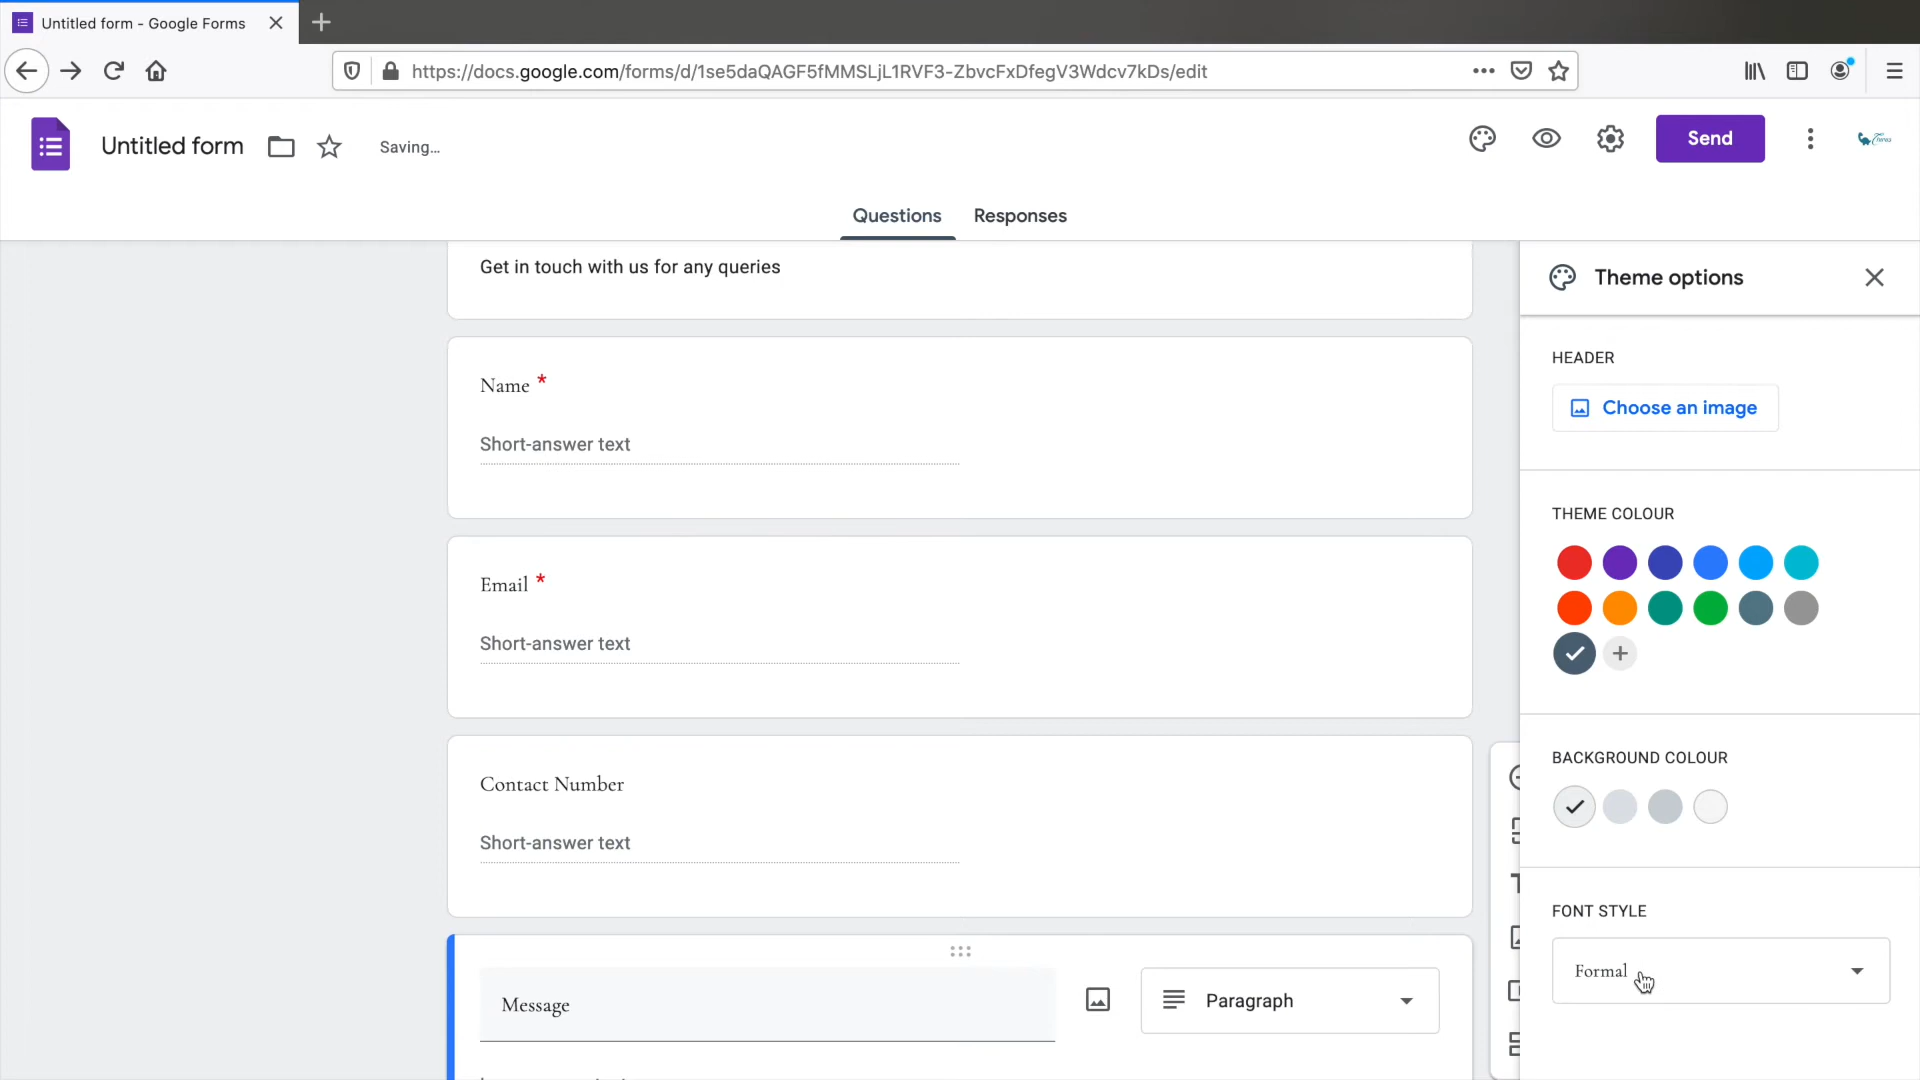 Untitled form - Google Forms
https://docs.google.com/forms/d/1se5daQAGF5fMMSLjL1RVF3-ZbvcFxDfegV3Wdcv7kDs/edit
Untitled form
Saving...
Send
Questions
Responses
Get in touch with us for any queries
Name *
Short-answer text
Email *
Short-answer text
Contact Number
Short-answer text
Message
Paragraph
Theme options
HEADER
Choose an image
THEME COLOUR
BACKGROUND COLOUR
FONT STYLE
Formal